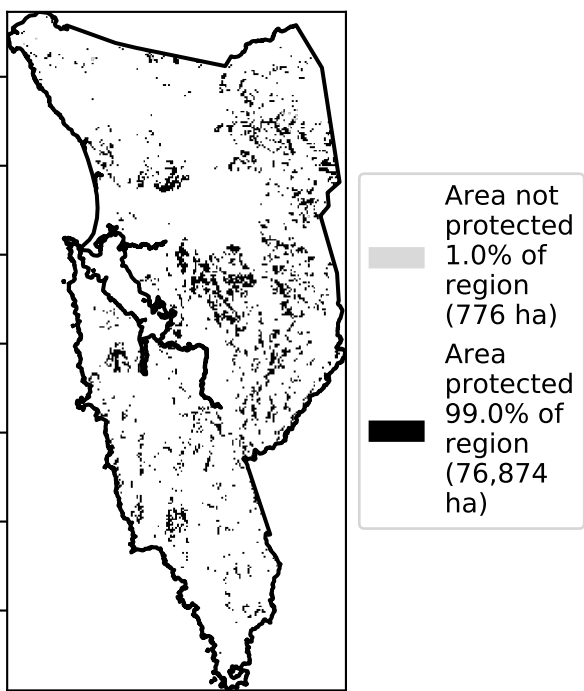 Area not
protected
1.0% of
region
(776 ha)
Area
protected
99.0% of
region
(76,874
ha)